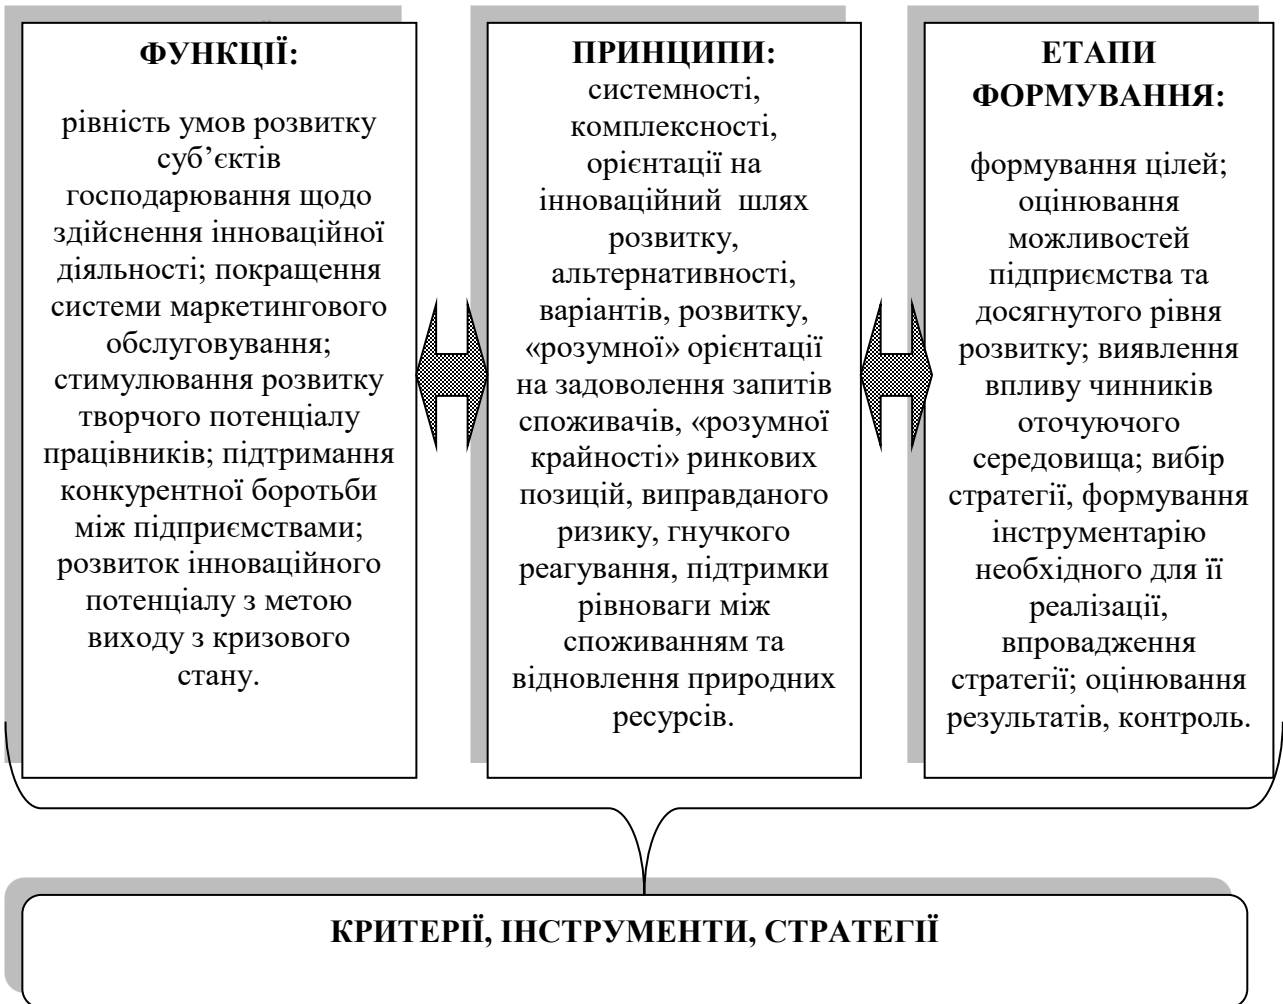 ФУНКЦІЇ:
рівність умов розвитку
суб’єктів
господарювання щодо
здійснення інноваційної
діяльності; покращення
системи маркетингового
обслуговування;
стимулювання розвитку
творчого потенціалу
працівників; підтримання
конкурентної боротьби
між підприємствами;
розвиток інноваційного
потенціалу з метою
виходу з кризового
стану.
ПРИНЦИПИ:
системності,
комплексності,
орієнтації на
інноваційний шлях
розвитку,
альтернативності,
варіантів, розвитку,
«розумної» орієнтації
на задоволення запитів
споживачів, «розумної
крайності» ринкових
позицій, виправданого
ризику, гнучкого
реагування, підтримки
рівноваги між
споживанням та
відновлення природних
ресурсів.
ЕТАПИ
ФОРМУВАННЯ:
формування цілей;
оцінювання
можливостей
підприємства та
досягнутого рівня
розвитку; виявлення
впливу чинників
оточуючого
середовища; вибір
стратегії, формування
інструментарію
необхідного для її
реалізації,
впровадження
стратегії; оцінювання
результатів, контроль.
КРИТЕРІЇ, ІНСТРУМЕНТИ, СТРАТЕГІЇ